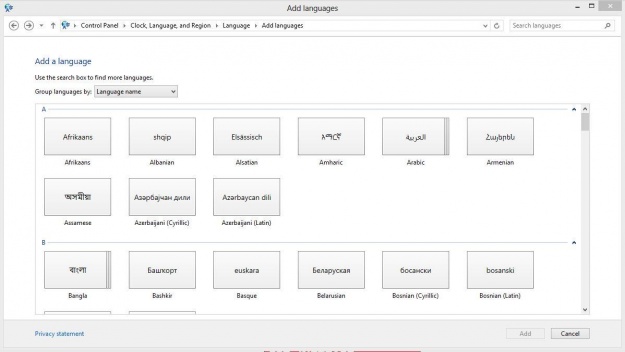 Add languages
Control Panel ▸ Clock, Language, and Region ▸ Language ▸ Add languages
Search languages
Add a language
Use the search box to find more languages.
Group languages by: Language name
A
Afrikaans shqip Elsässisch አማርኛ العربية Հայերեն
Afrikaans Albanian Alsatian Amharic Arabic Armenian
অসমীয়া Азәрбајҹан дили Azərbaycan dili
Assamese Azerbaijani (Cyrillic) Azerbaijani (Latin)
B
বাংলা Башҡорт euskara Беларуская босански bosanski
Bangla Bashkir Basque Belarusian Bosnian (Cyrillic) Bosnian (Latin)
Privacy statement
Add Cancel